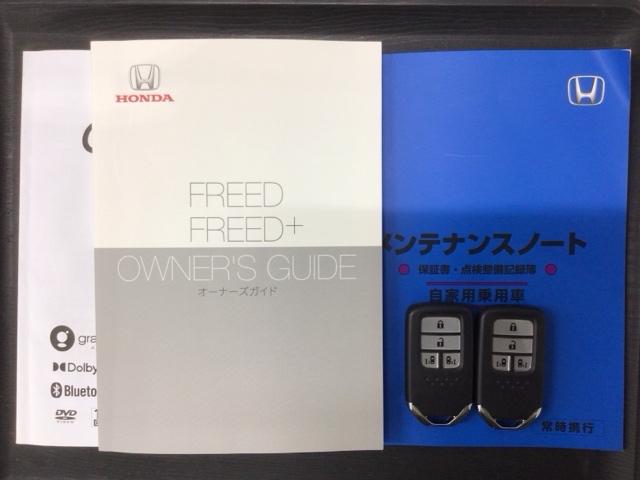 HONDA
FREED
FREED+
OWNER'S GUIDE
オーナーズガイド
メンテナンスノート
保証書・点検整備記録簿
自家用乗用車
常時携行
Dolby
DVD
VIDEO